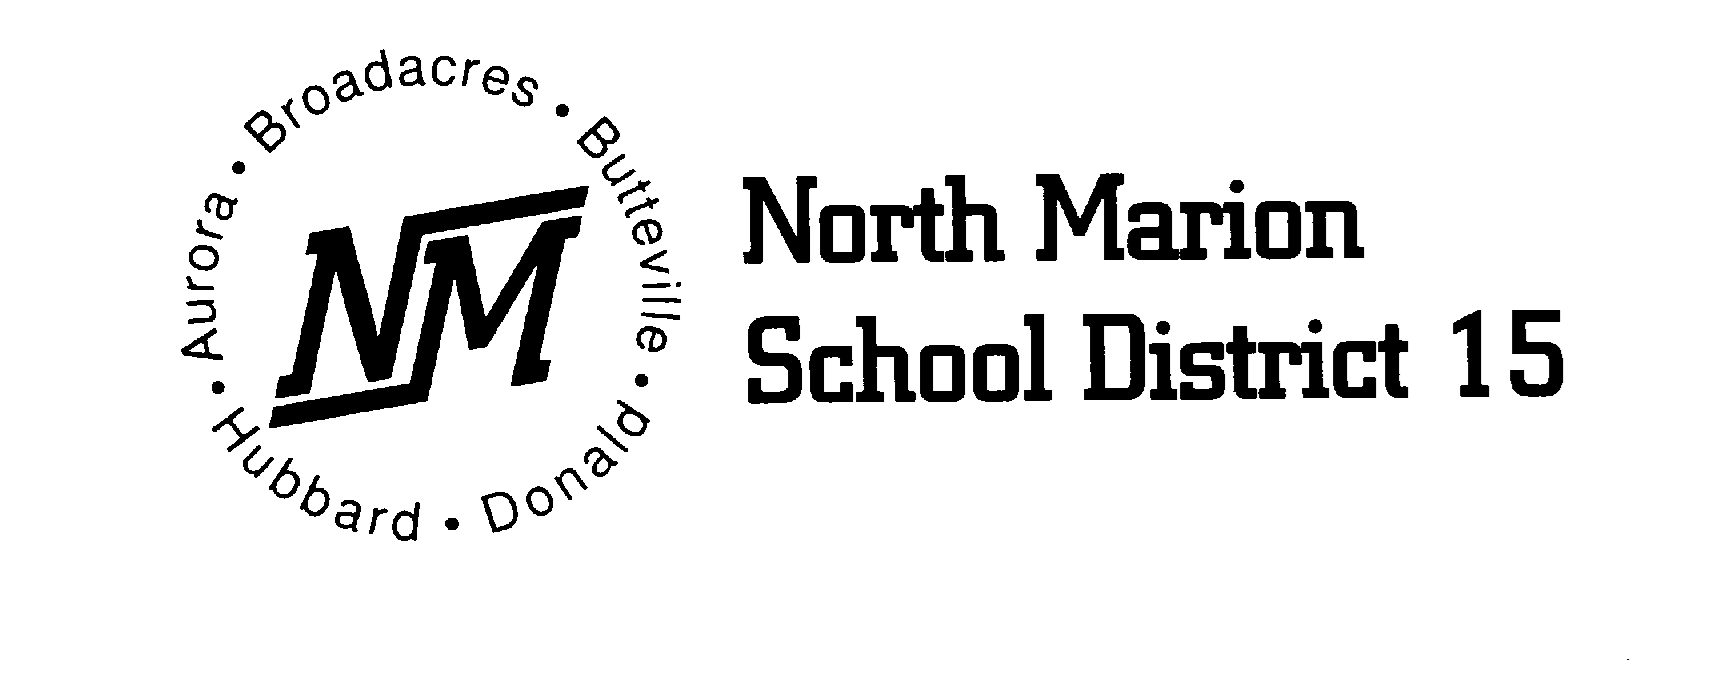 Aurora • Broadacres • Butteville • Donald • Hubbard •
NM
North Marion
School District 15